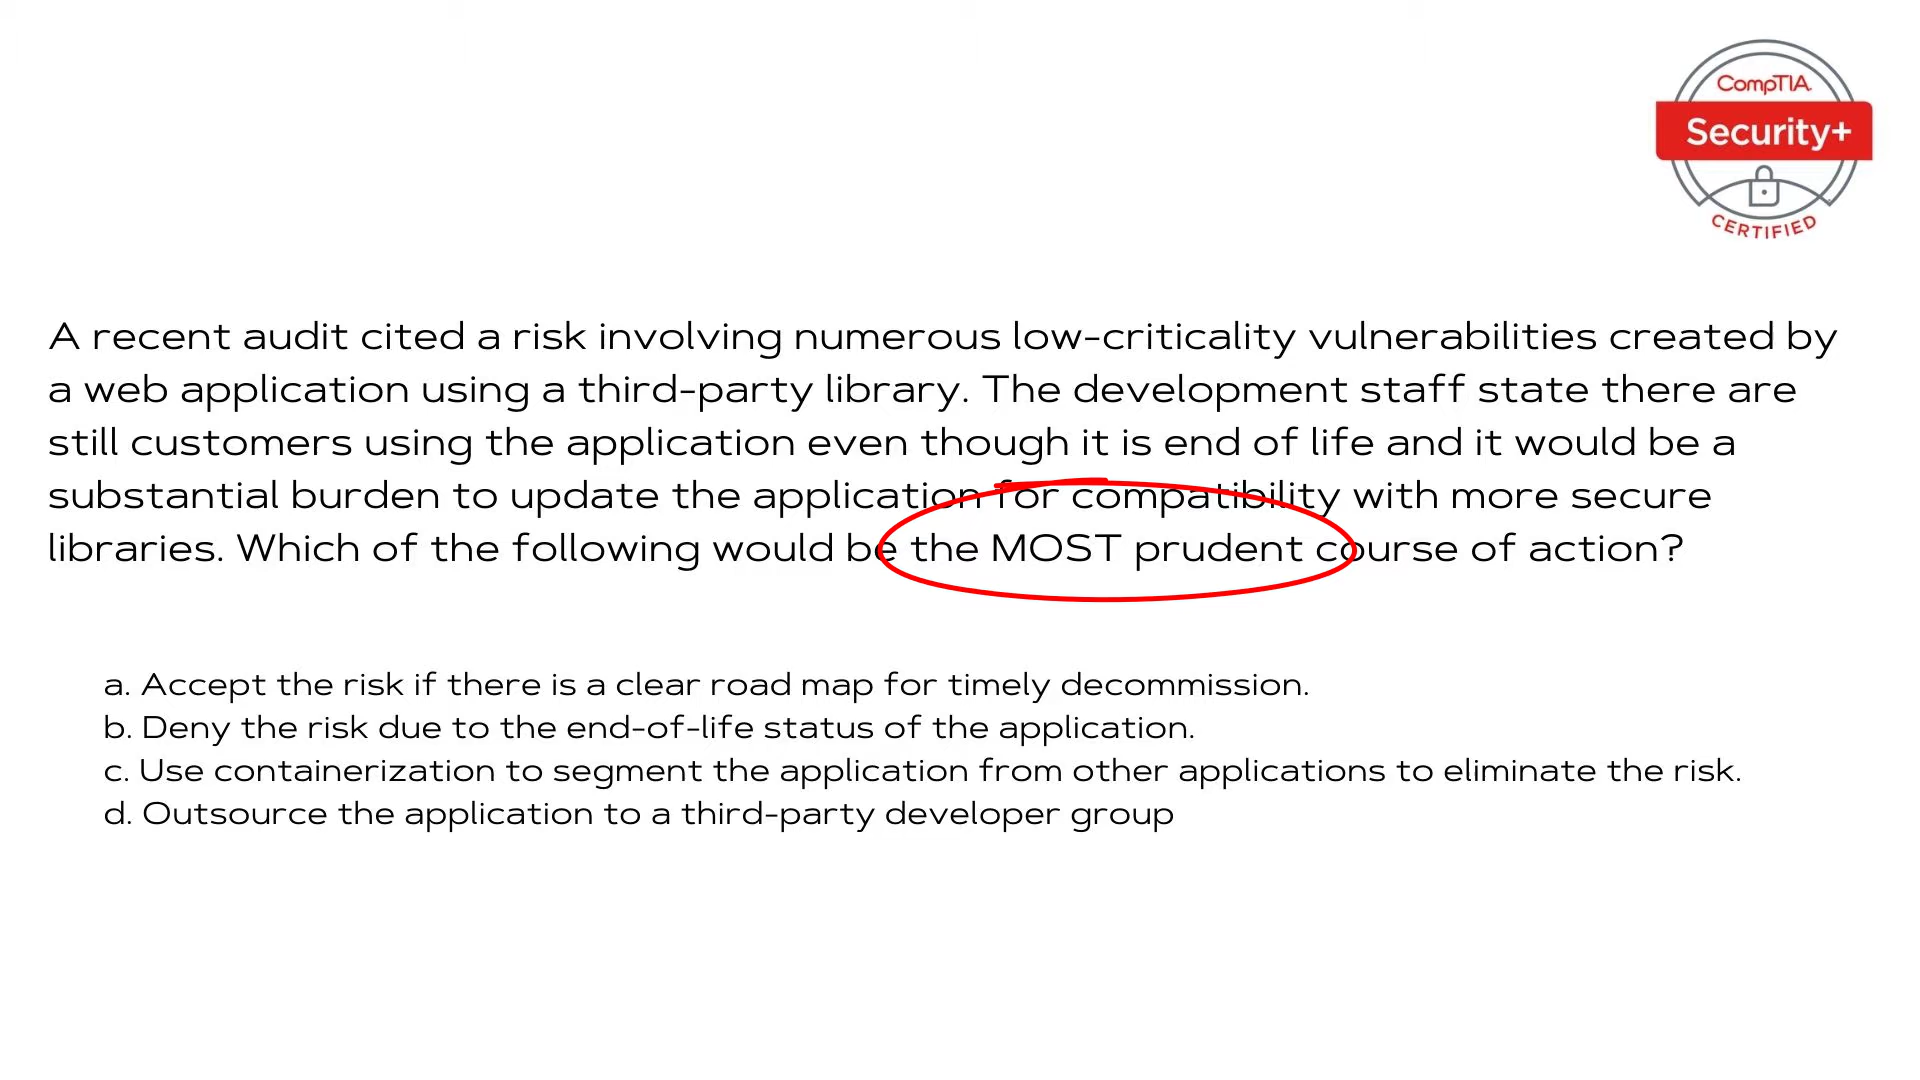 CompTIA.
Security+
CERTIFIED
A recent audit cited a risk involving numerous low-criticality vulnerabilities created by
a web application using a third-party library. The development staff state there are
still customers using the application even though it is end of life and it would be a
substantial burden to update the application for compatibility with more secure
libraries. Which of the following would be the MOST prudent course of action?
a. Accept the risk if there is a clear road map for timely decommission.
b. Deny the risk due to the end-of-life status of the application.
c. Use containerization to segment the application from other applications to eliminate the risk.
d. Outsource the application to a third-party developer group